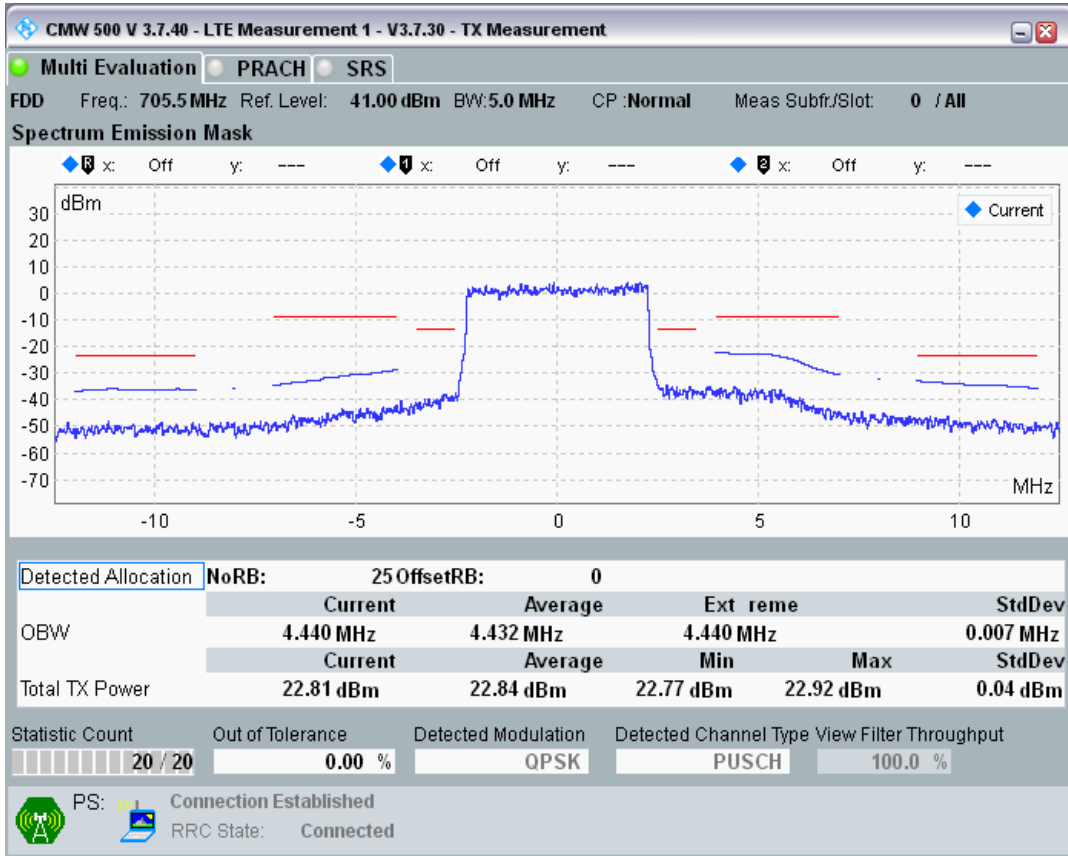 CMW 500 V 3.7.40 - LTE Measurement 1 - V3.7.30 - TX Measurement
Multi Evaluation PRACH SRS
FDD Freq.: 705.5 MHz Ref. Level: 41.00 dBm BW:5.0 MHz CP :Normal Meas Subfr./Slot: 0 / All
Spectrum Emission Mask
R x: Off y: --- 1 x: Off y: --- 2 x: Off y: ---
dBm
Current
30
20
10
0
-10
-20
-30
-40
-50
-60
-70
MHz
-10 -5 0 5 10
Detected Allocation NoRB: 25 OffsetRB: 0
Current Average Ext reme StdDev
OBW 4.440 MHz 4.432 MHz 4.440 MHz 0.007 MHz
Current Average Min Max StdDev
Total TX Power 22.81 dBm 22.84 dBm 22.77 dBm 22.92 dBm 0.04 dBm
Statistic Count Out of Tolerance Detected Modulation Detected Channel Type View Filter Throughput
20 / 20 0.00 % QPSK PUSCH 100.0 %
PS: Connection Established
RRC State: Connected